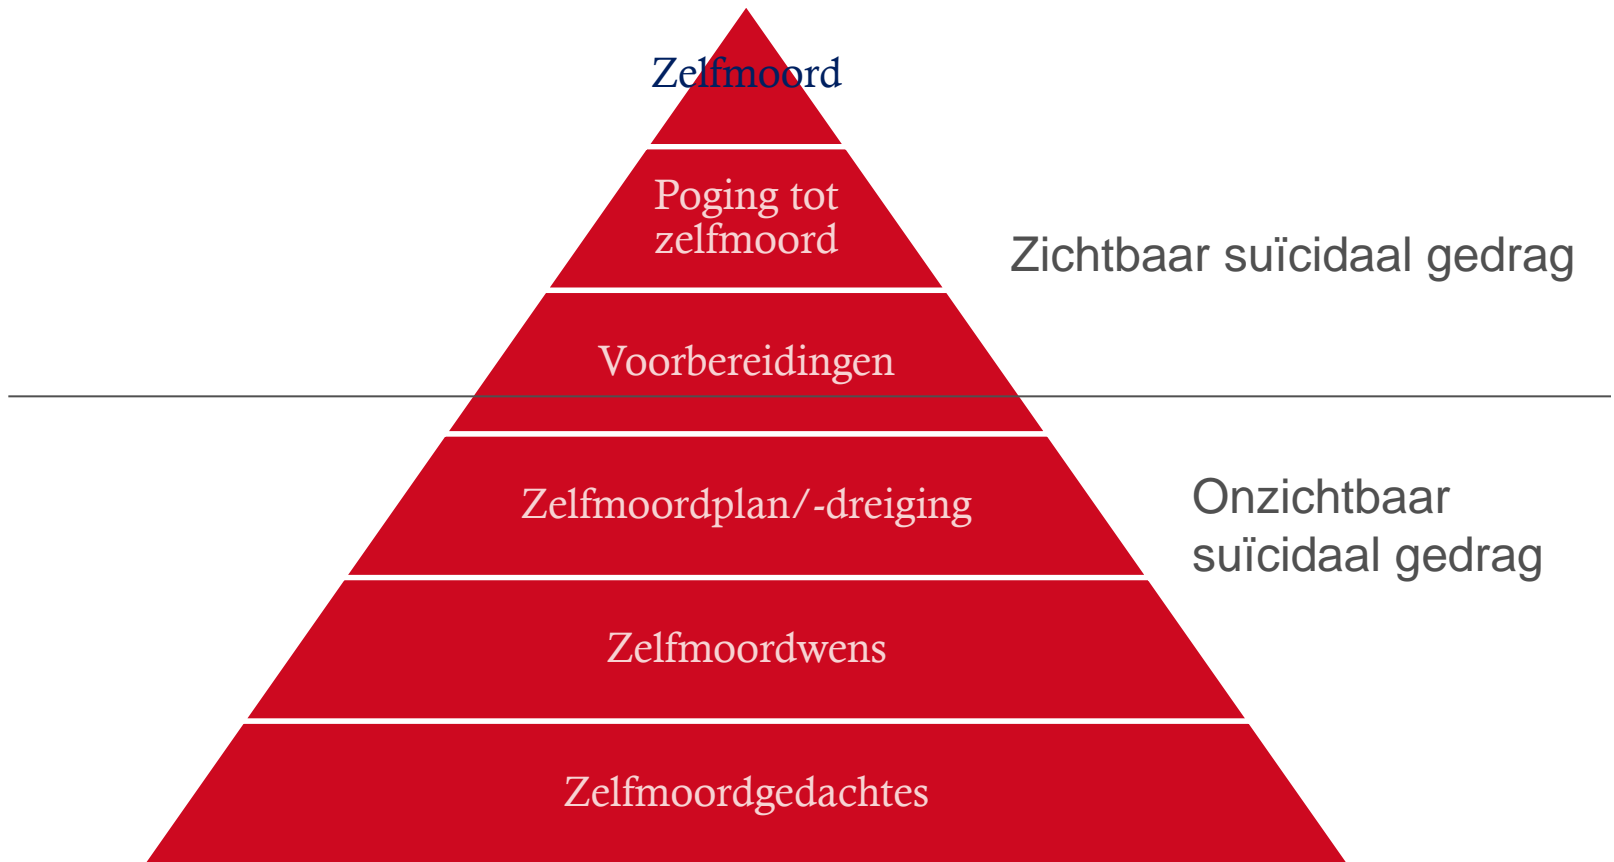 Zelfmoord
Poging tot
zelfmoord
Zichtbaar suïcidaal gedrag
Voorbereidingen
Zelfmoordplan/-dreiging
Onzichtbaar
suïcidaal gedrag
Zelfmoordwens
Zelfmoordgedachtes